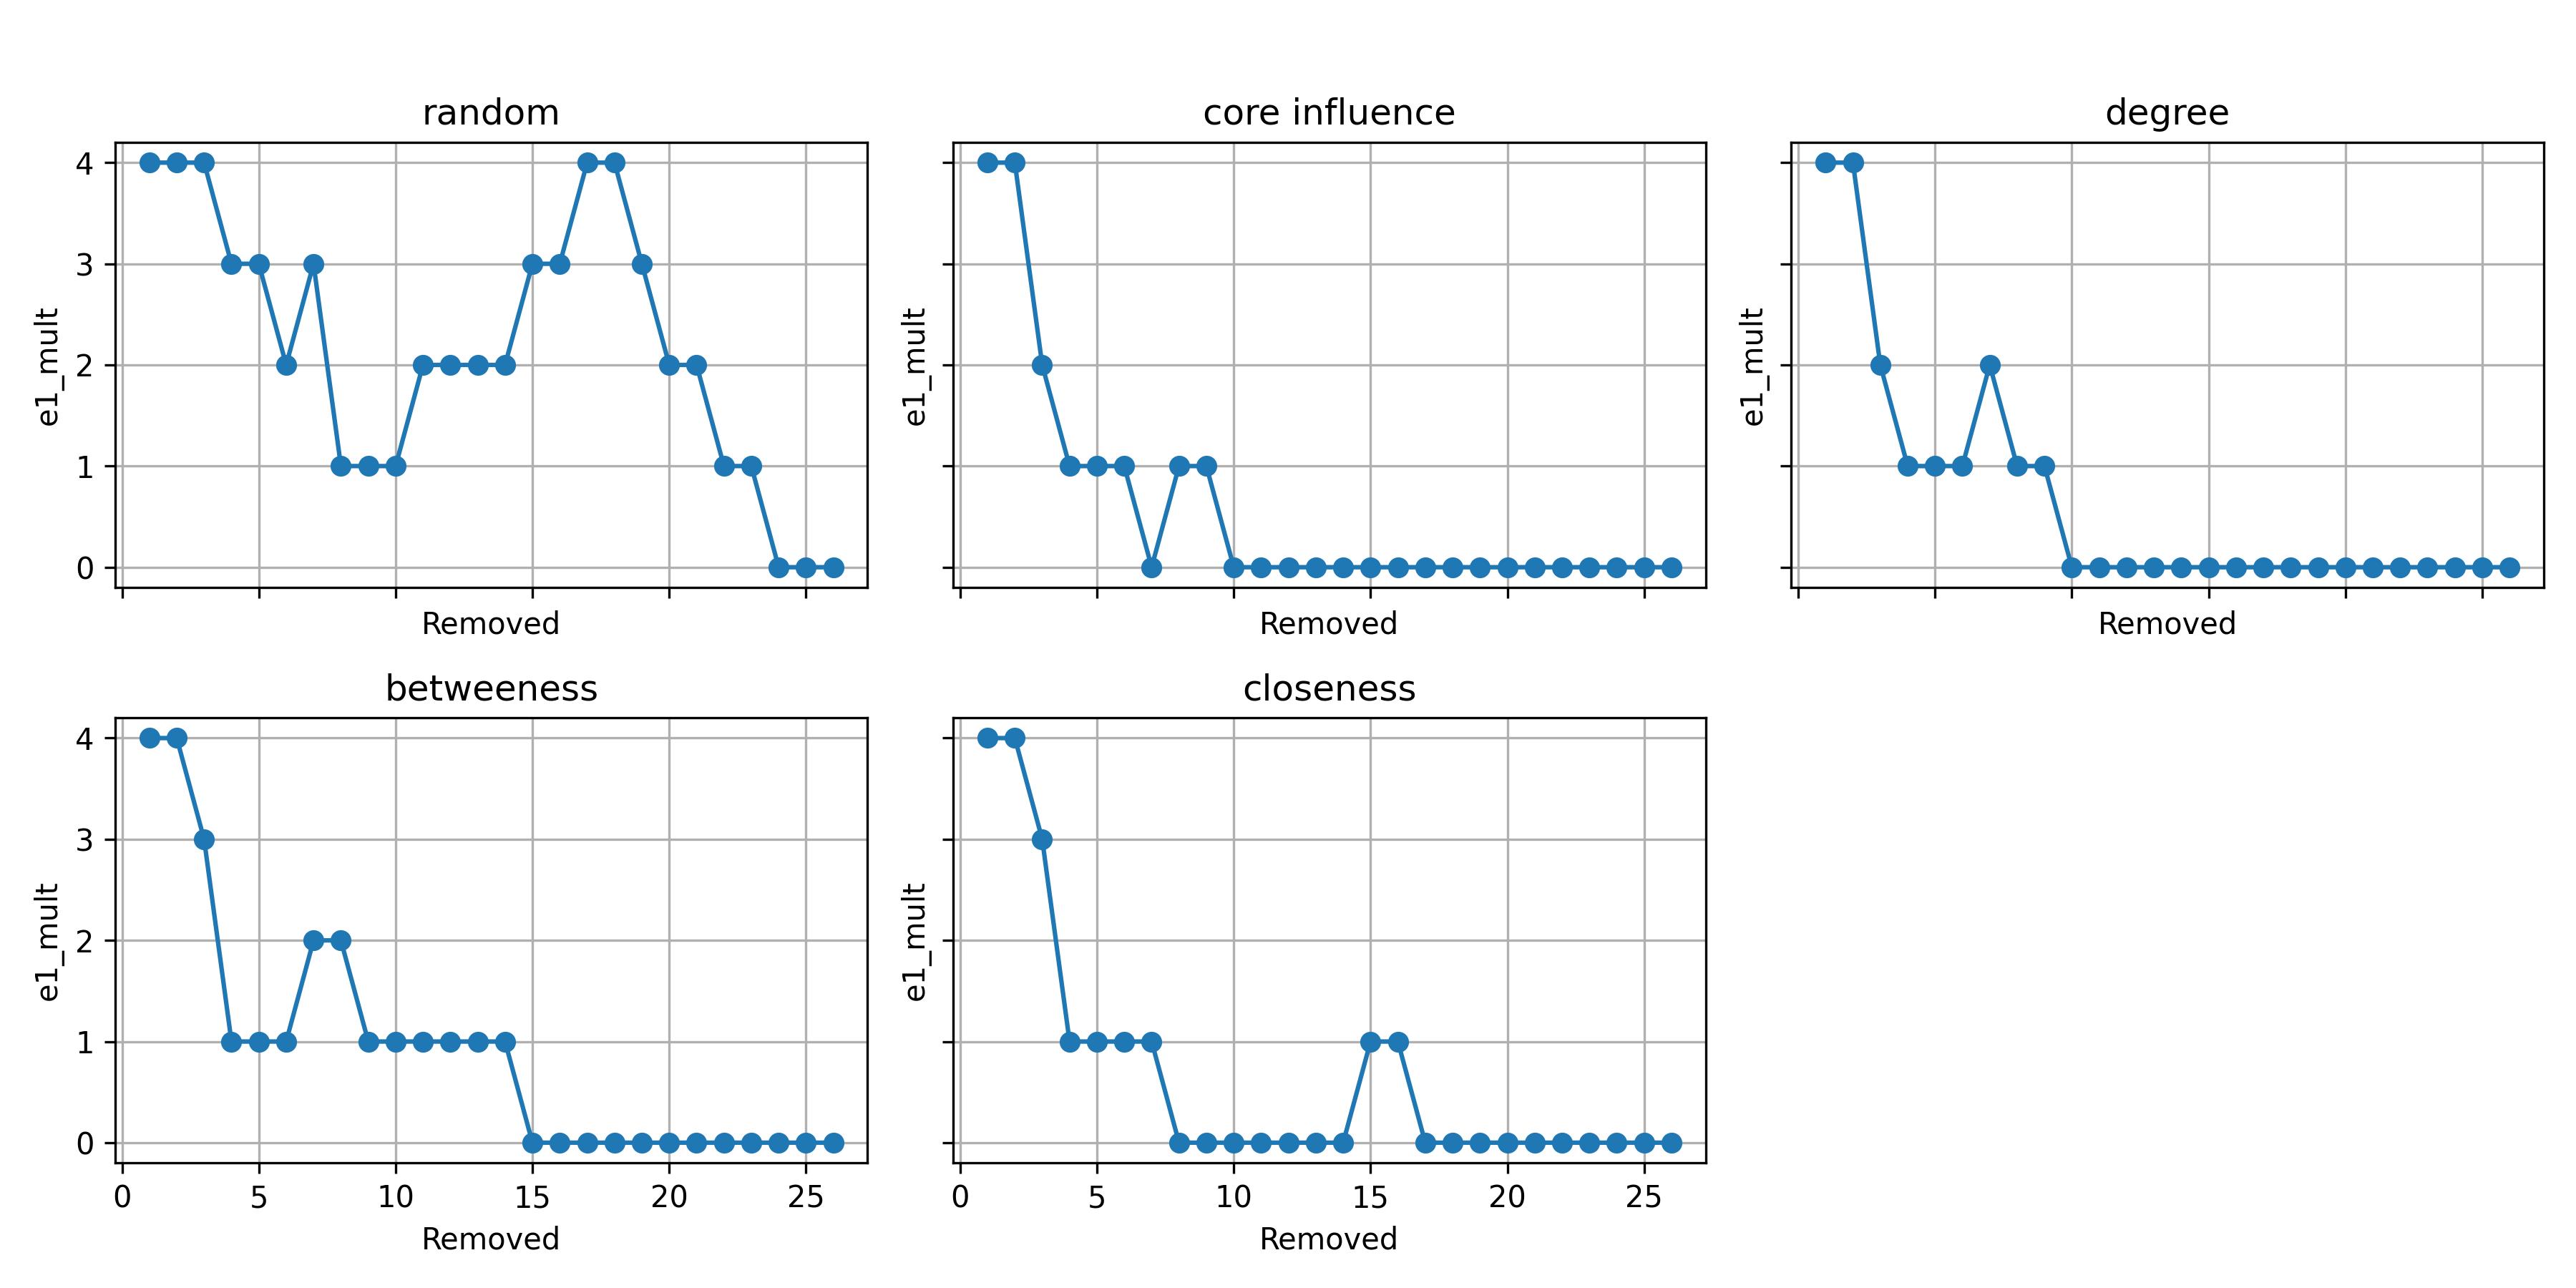 random
4
3
2
1
0
e1_mult
Removed
core influence
e1_mult
Removed
degree
e1_mult
Removed
betweeness
4
3
2
1
0
e1_mult
0 5 10 15 20 25
Removed
closeness
e1_mult
0 5 10 15 20 25
Removed